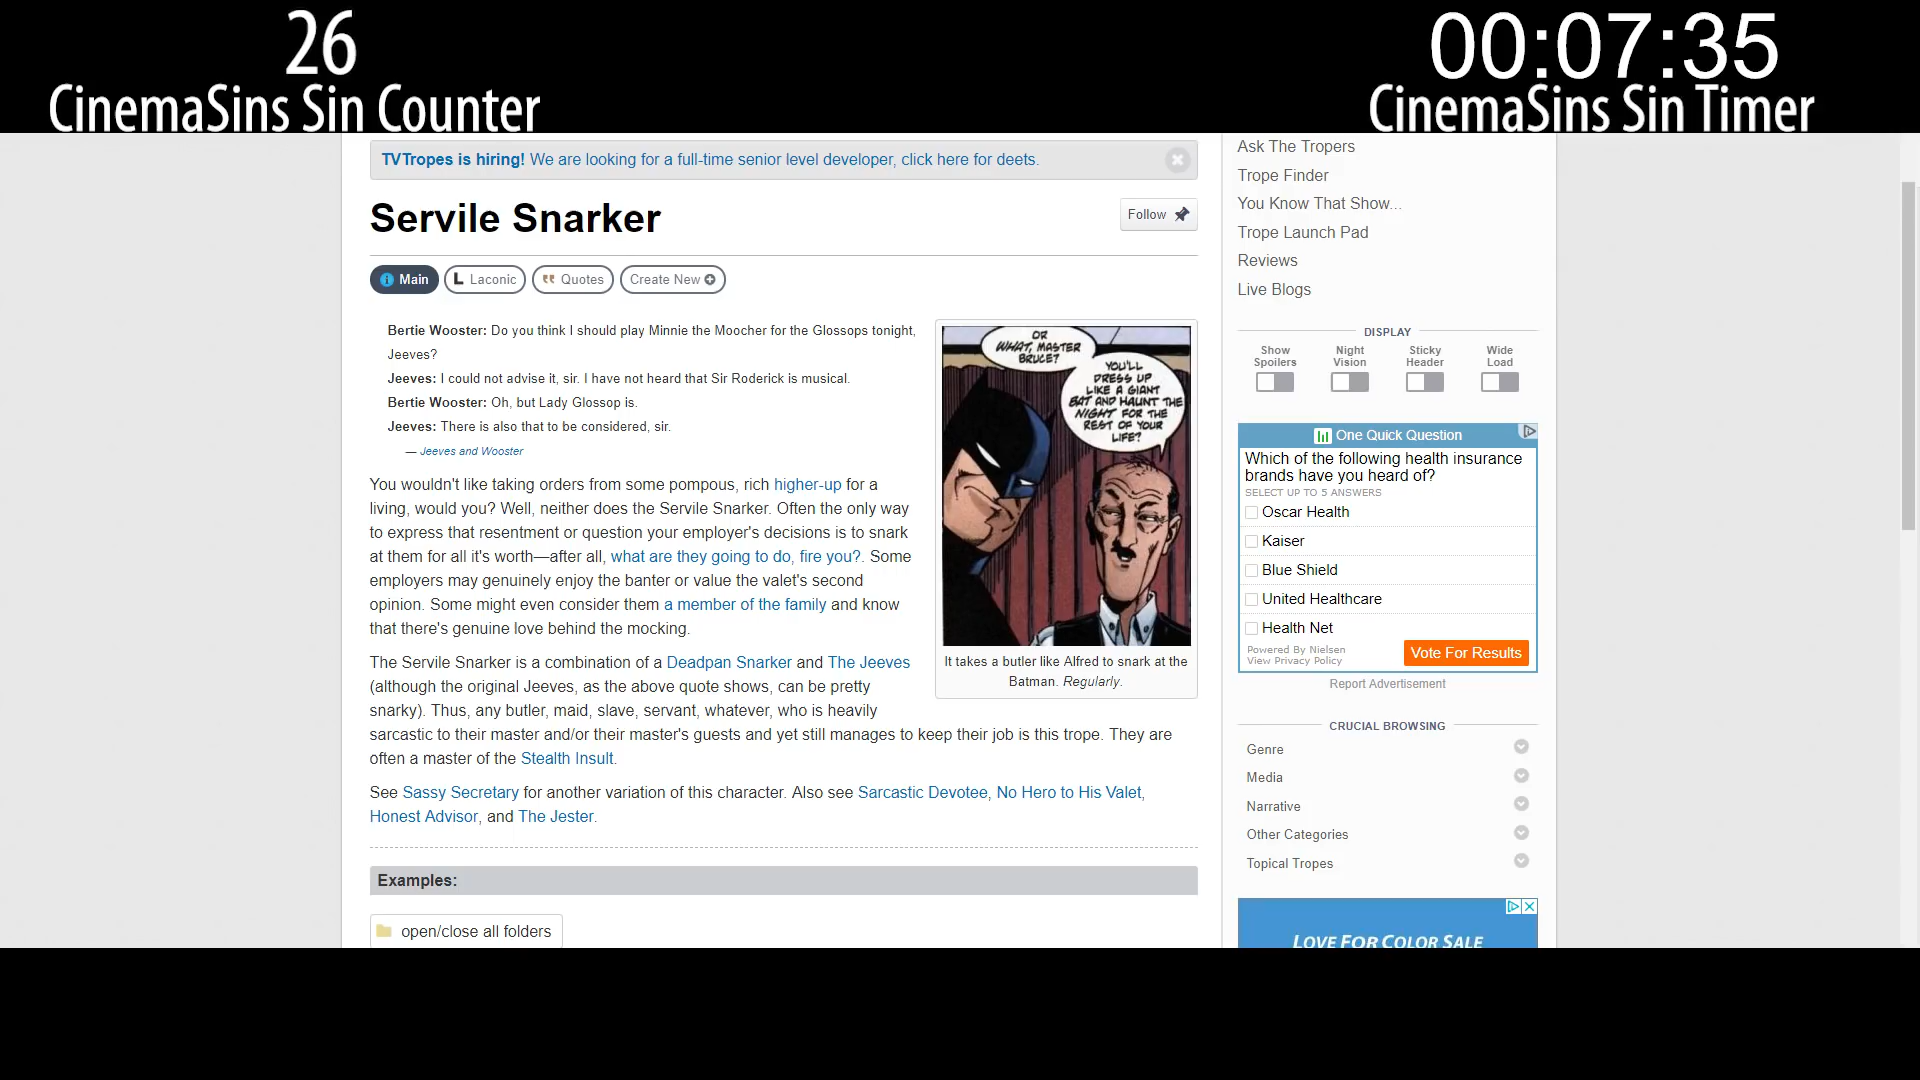 26
CinemaSins Sin Counter
00:07:35
CinemaSins Sin Timer
TVTropes is hiring! We are looking for a full-time senior level developer, click here for deets.
Servile Snarker
Follow
Main
Laconic
Quotes
Create New
Bertie Wooster: Do you think I should play Minnie the Moocher for the Glossops tonight,
Jeeves?
Jeeves: I could not advise it, sir. I have not heard that Sir Roderick is musical.
Bertie Wooster: Oh, but Lady Glossop is.
Jeeves: There is also that to be considered, sir.
— Jeeves and Wooster
You wouldn't like taking orders from some pompous, rich higher-up for a
living, would you? Well, neither does the Servile Snarker. Often the only way
to express that resentment or question your employer's decisions is to snark
at them for all it's worth—after all, what are they going to do, fire you?. Some
employers may genuinely enjoy the banter or value the valet's second
opinion. Some might even consider them a member of the family and know
that there's genuine love behind the mocking.
OR
WHAT, MASTER
BRUCE?
YOU'LL
DRESS UP
LIKE A GIANT
BAT AND HAUNT THE
NIGHT FOR THE
REST OF YOUR
LIFE?
It takes a butler like Alfred to snark at the
Batman. Regularly.
The Servile Snarker is a combination of a Deadpan Snarker and The Jeeves
(although the original Jeeves, as the above quote shows, can be pretty
snarky). Thus, any butler, maid, slave, servant, whatever, who is heavily
sarcastic to their master and/or their master's guests and yet still manages to keep their job is this trope. They are
often a master of the Stealth Insult.
See Sassy Secretary for another variation of this character. Also see Sarcastic Devotee, No Hero to His Valet,
Honest Advisor, and The Jester.
Examples:
open/close all folders
Ask The Tropers
Trope Finder
You Know That Show...
Trope Launch Pad
Reviews
Live Blogs
DISPLAY
Show
Spoilers
Night
Vision
Sticky
Header
Wide
Load
One Quick Question
Which of the following health insurance
brands have you heard of?
SELECT UP TO 5 ANSWERS
Oscar Health
Kaiser
Blue Shield
United Healthcare
Health Net
Powered By Nielsen
View Privacy Policy
Vote For Results
Report Advertisement
CRUCIAL BROWSING
Genre
Media
Narrative
Other Categories
Topical Tropes
LOVE FOR COLOR SALE